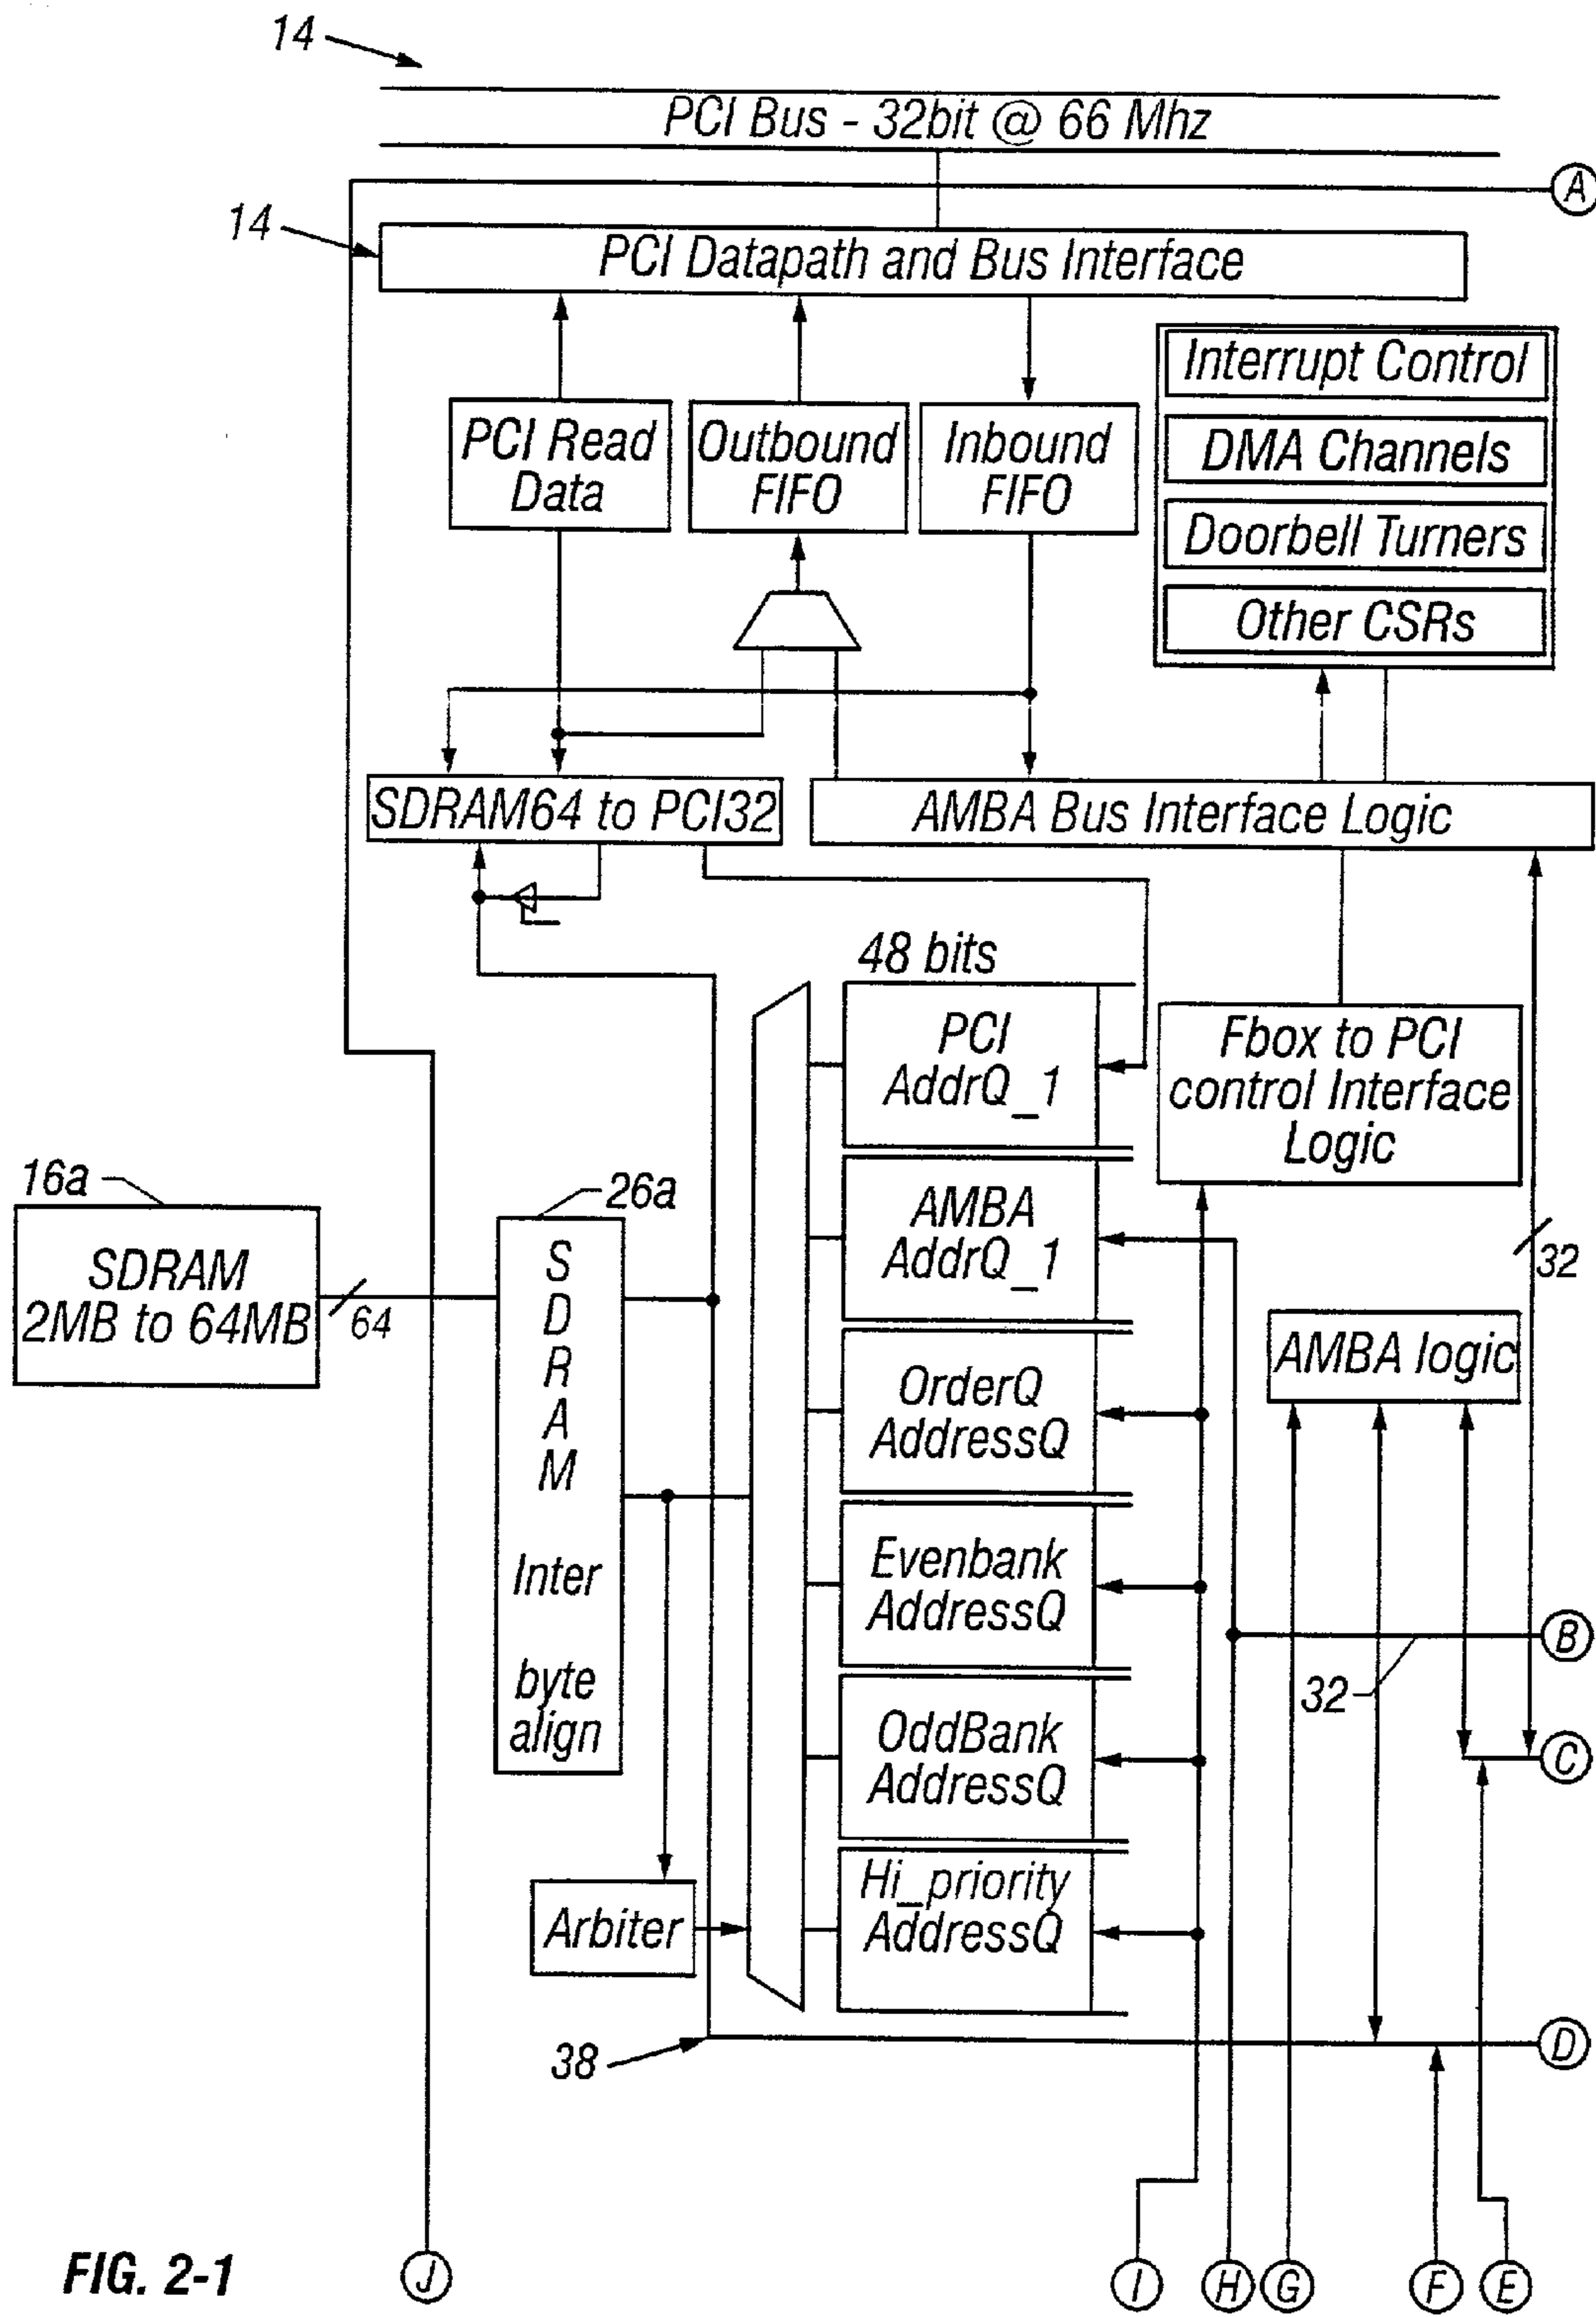 14
PCI Bus - 32bit @ 66 Mhz
A
14
PCI Datapath and Bus Interface
PCI Read
Data
Outbound
FIFO
Inbound
FIFO
Interrupt Control
DMA Channels
Doorbell Turners
Other CSRs
SDRAM64 to PCI32
AMBA Bus Interface Logic
48 bits
PCI
AddrQ_1
Fbox to PCI
control Interface
Logic
16a
SDRAM
2MB to 64MB
64
26a
S
D
R
A
M
Inter
byte
align
AMBA
AddrQ_1
32
AMBA logic
OrderQ
AddressQ
Evenbank
AddressQ
B
32
OddBank
AddressQ
C
Arbiter
Hi_priority
AddressQ
38
D
FIG. 2-1
J
I
H
G
F
E